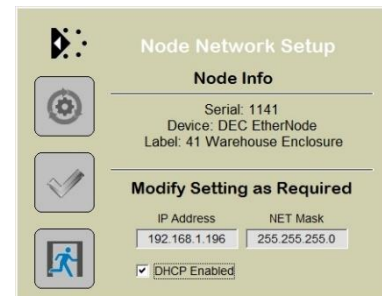 Node Network Setup
Node Info
Serial: 1141
Device: DEC EtherNode
Label: 41 Warehouse Enclosure
Modify Setting as Required
IP Address NET Mask
192.168.1.196 255.255.255.0
DHCP Enabled